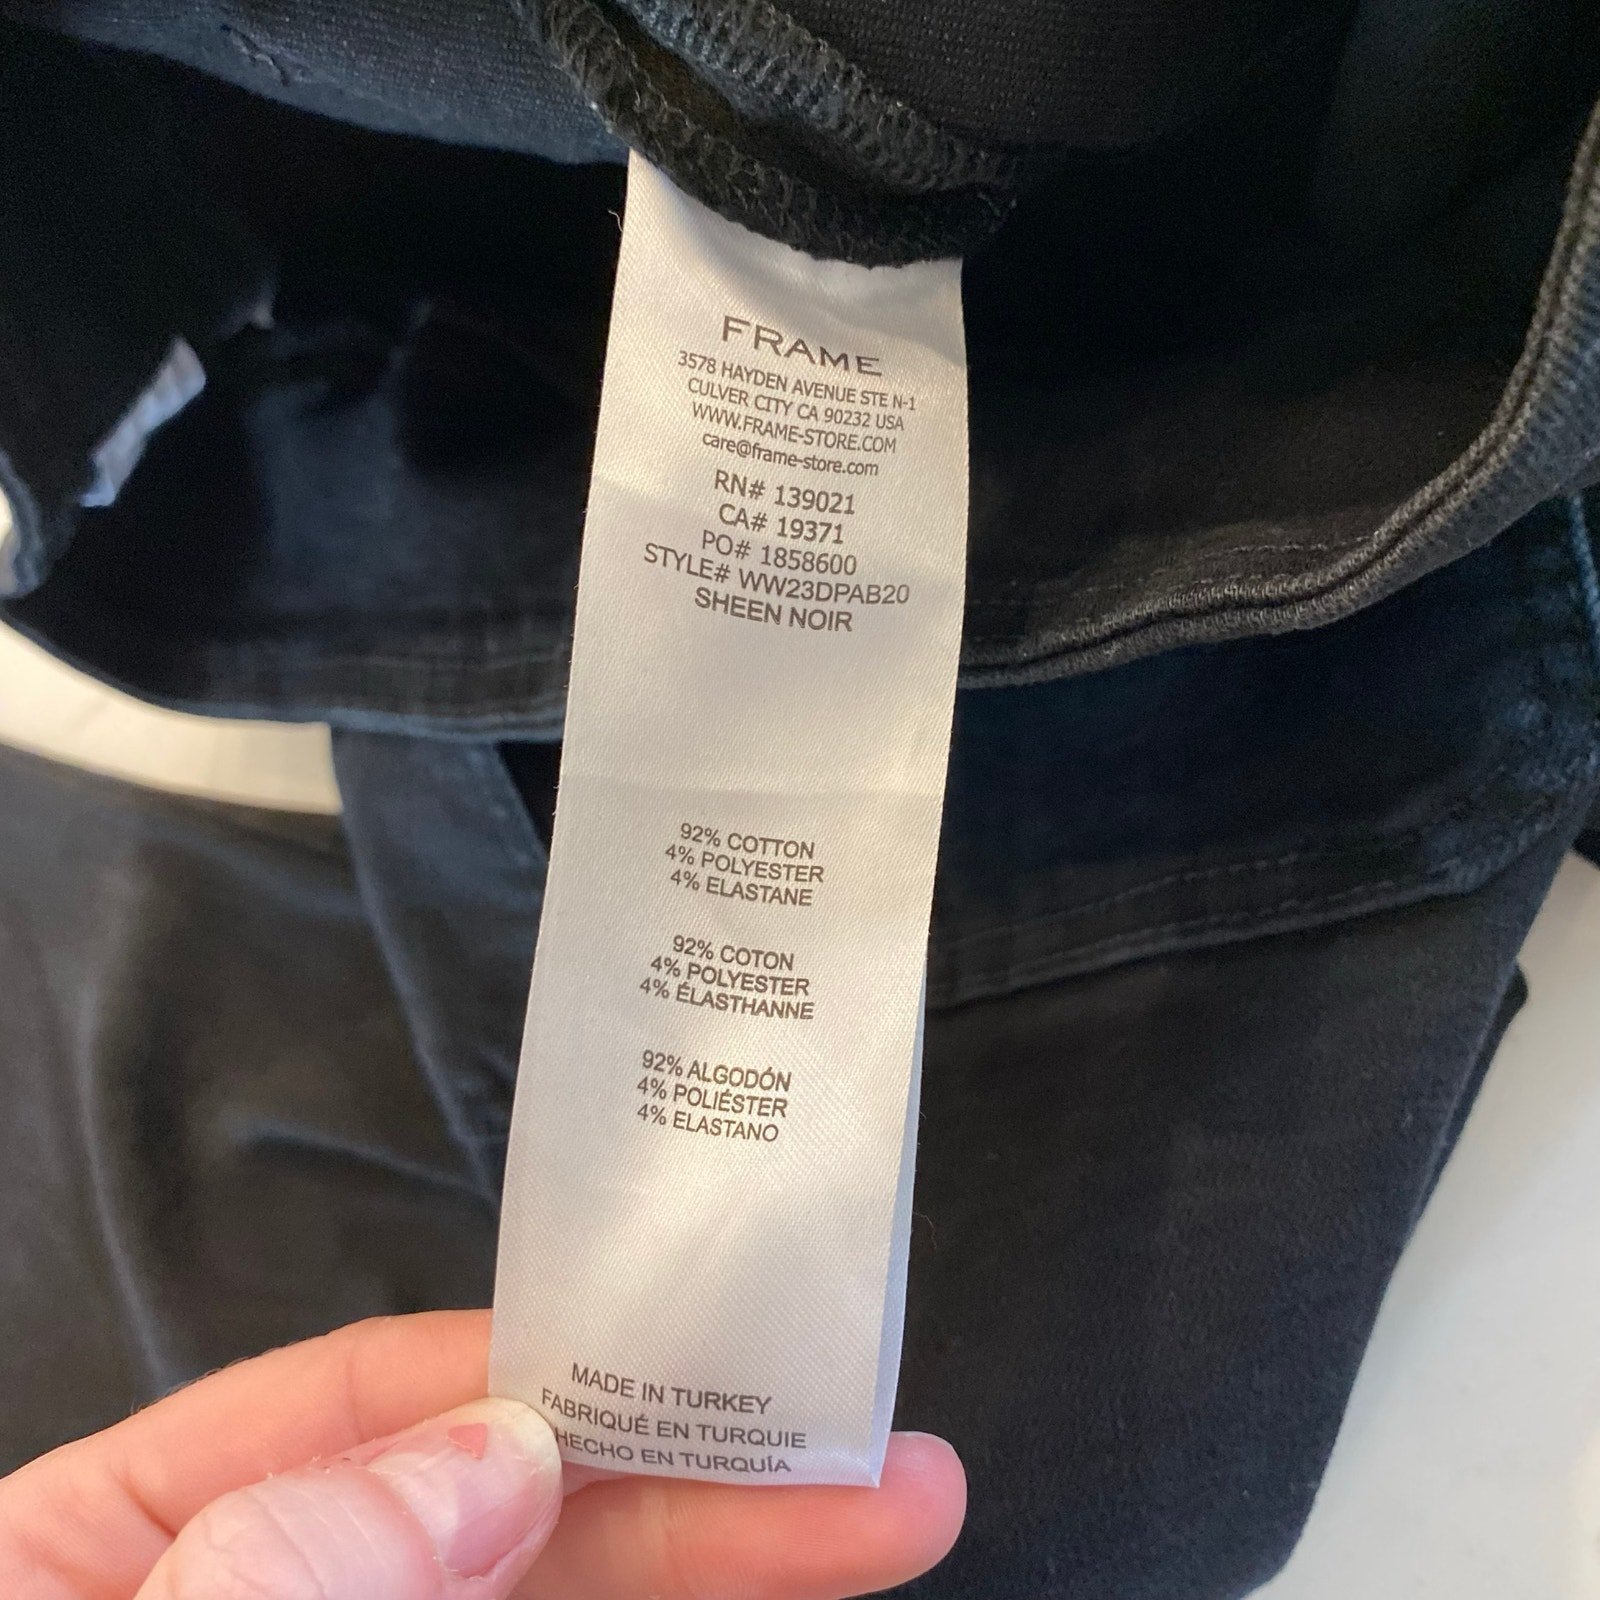 FRAME
3578 HAYDEN AVENUE STE N-1
CULVER CITY CA 90232 USA
WWW.FRAME-STORE.COM
care@frame-store.com
RN# 139021
CA# 19371
PO# 1858600
STYLE# WW23DPAB20
SHEEN NOIR
92% COTTON
4% POLYESTER
4% ELASTANE
92% COTON
4% POLYESTER
4% ÉLASTHANNE
92% ALGODÓN
4% POLIÉSTER
4% ELASTANO
MADE IN TURKEY
FABRIQUÉ EN TURQUIE
HECHO EN TURQUÍA